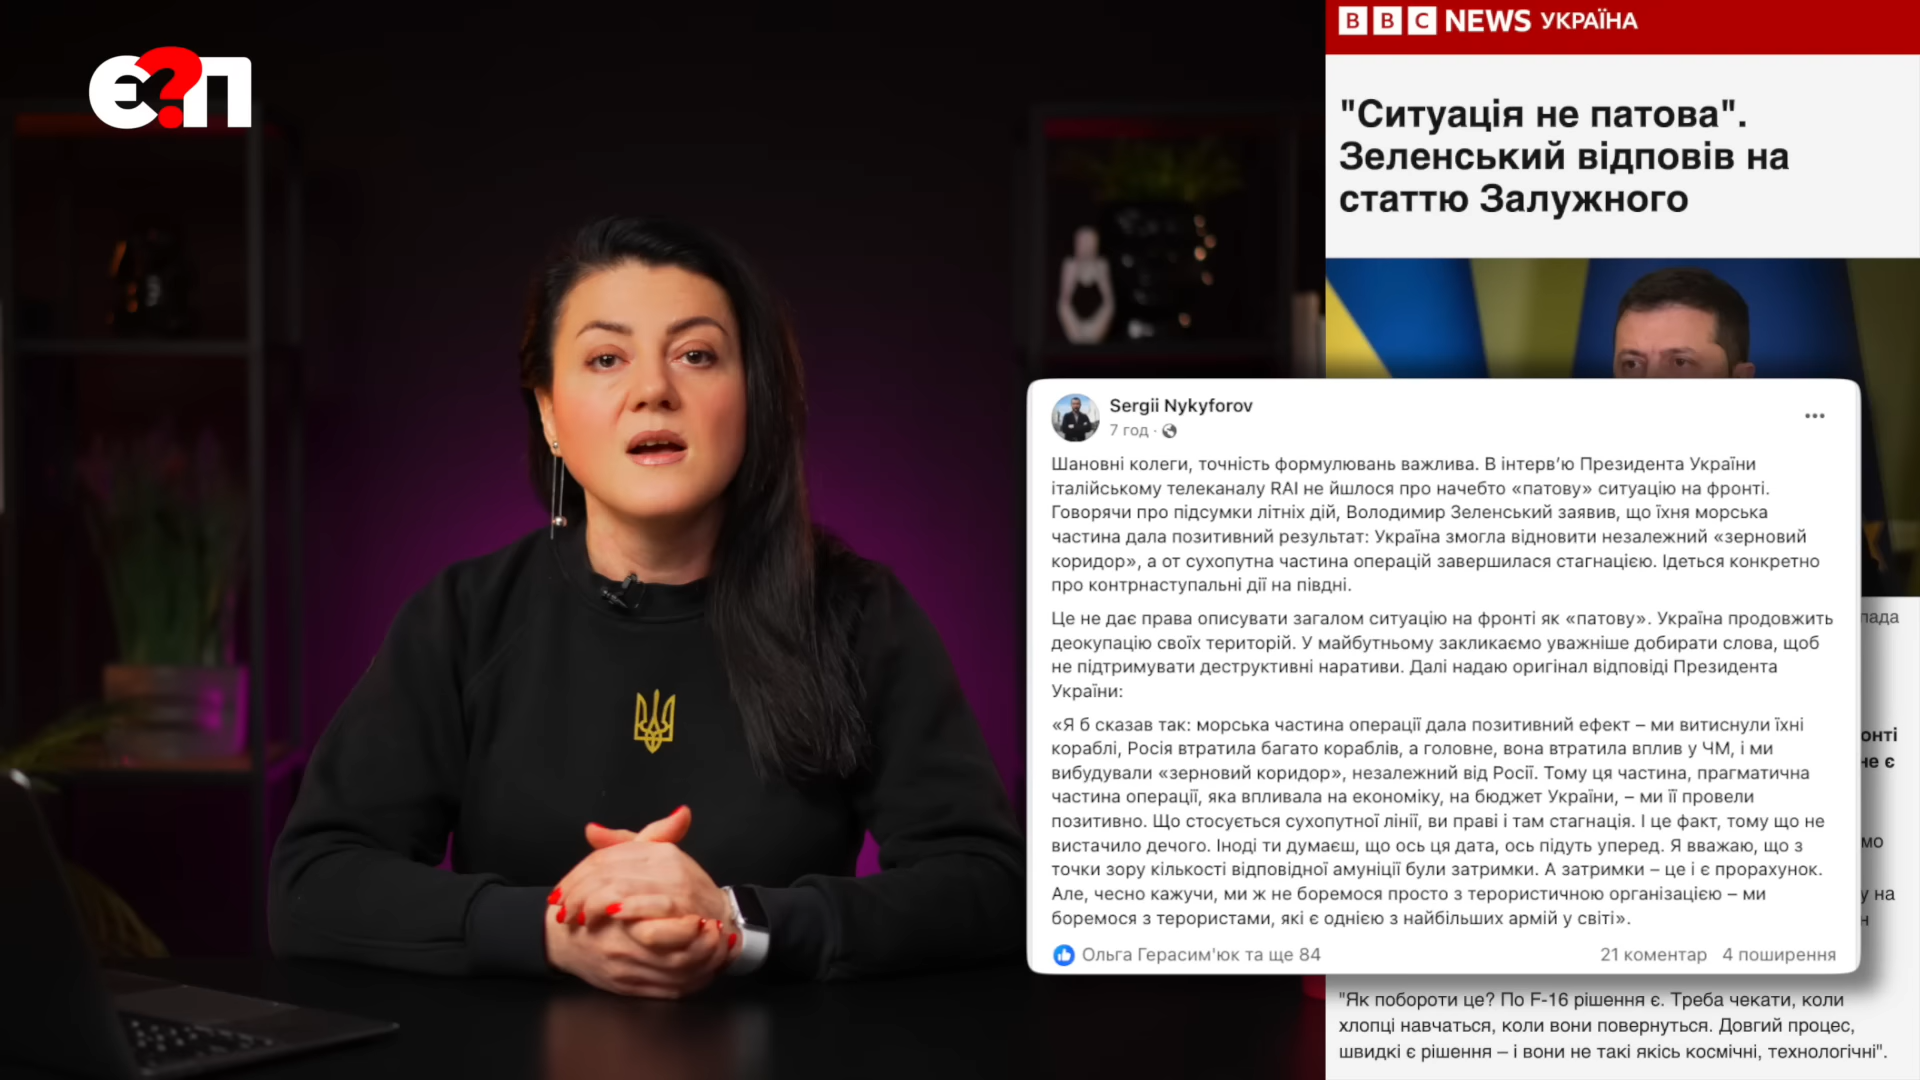 Є?П
BBC NEWS УКРАЇНА
"Ситуація не патова".
Зеленський відповів на
статтю Залужного
Sergii Nykyforov
7 год ·
Шановні колеги, точність формулювань важлива. В інтерв’ю Президента України
італійському телеканалу RAI не йшлося про начебто «патову» ситуацію на фронті.
Говорячи про підсумки літніх дій, Володимир Зеленський заявив, що їхня морська
частина дала позитивний результат: Україна змогла відновити незалежний «зерновий
коридор», а от сухопутна частина операцій завершилася стагнацією. Ідеться конкретно
про контрнаступальні дії на півдні.
Це не дає права описувати загалом ситуацію на фронті як «патову». Україна продовжить
деокупацію своїх територій. У майбутньому закликаємо уважніше добирати слова, щоб
не підтримувати деструктивні наративи. Далі надаю оригінал відповіді Президента
України:
«Я б сказав так: морська частина операції дала позитивний ефект – ми витиснули їхні
кораблі, Росія втратила багато кораблів, а головне, вона втратила вплив у ЧМ, і ми
вибудували «зерновий коридор», незалежний від Росії. Тому ця частина, прагматична
частина операції, яка впливала на економіку, на бюджет України, – ми її провели
позитивно. Що стосується сухопутної лінії, ви праві і там стагнація. І це факт, тому що не
вистачило дечого. Іноді ти думаєш, що ось ця дата, ось підуть уперед. Я вважаю, що з
точки зору кількості відповідної амуніції були затримки. А затримки – це і є прорахунок.
Але, чесно кажучи, ми ж не боремося просто з терористичною організацією – ми
боремося з терористами, які є однією з найбільших армій у світі».
Ольга Герасим'юк та ще 84
21 коментар 4 поширення
"Як побороти це? По F-16 рішення є. Треба чекати, коли
хлопці навчаться, коли вони повернуться. Довгий процес,
швидкі є рішення – і вони не такі якісь космічні, технологічні".